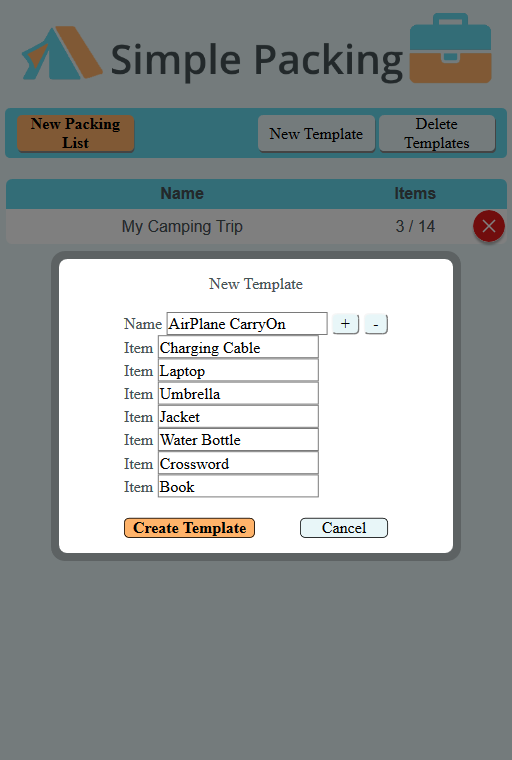 Simple Packing
New Packing List
New Template
Delete Templates
Name Items
My Camping Trip 3 / 14
New Template
Name AirPlane CarryOn + -
Item Charging Cable
Item Laptop
Item Umbrella
Item Jacket
Item Water Bottle
Item Crossword
Item Book
Create Template Cancel